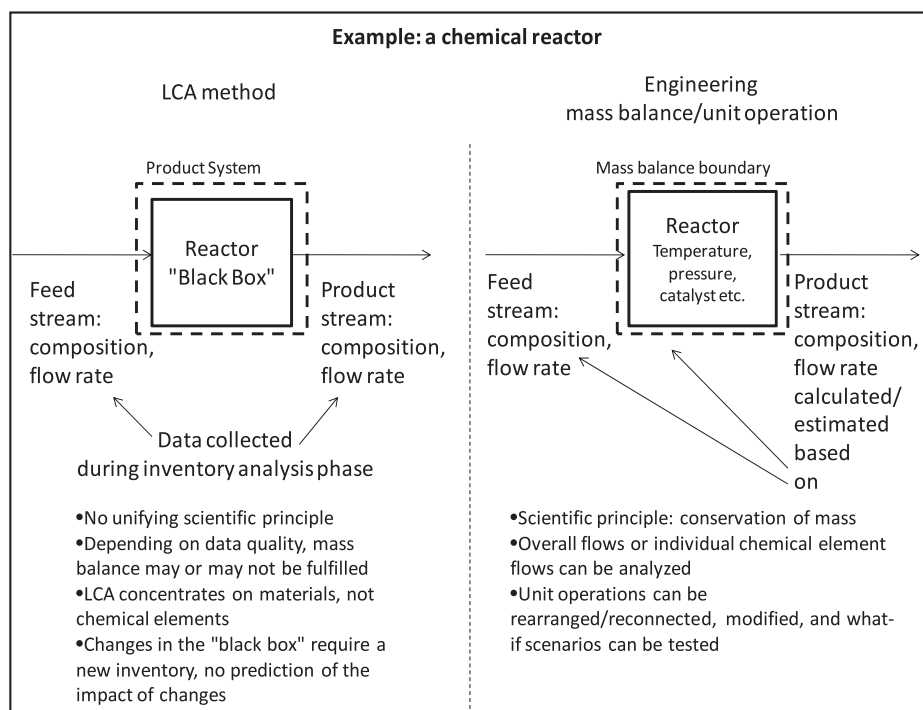 Example: a chemical reactor
LCA method
Product System
Reactor
"Black Box"
Feed
stream:
composition,
flow rate
Product
stream:
composition,
flow rate
Data collected
during inventory analysis phase
•No unifying scientific principle
•Depending on data quality, mass
balance may or may not be fulfilled
•LCA concentrates on materials, not
chemical elements
•Changes in the "black box" require a
new inventory, no prediction of the
impact of changes
Engineering
mass balance/unit operation
Mass balance boundary
Reactor
Temperature,
pressure,
catalyst etc.
Feed
stream:
composition,
flow rate
Product
stream:
composition,
flow rate
calculated/
estimated
based
on
•Scientific principle: conservation of mass
•Overall flows or individual chemical element
flows can be analyzed
•Unit operations can be
rearranged/reconnected, modified, and what-
if scenarios can be tested